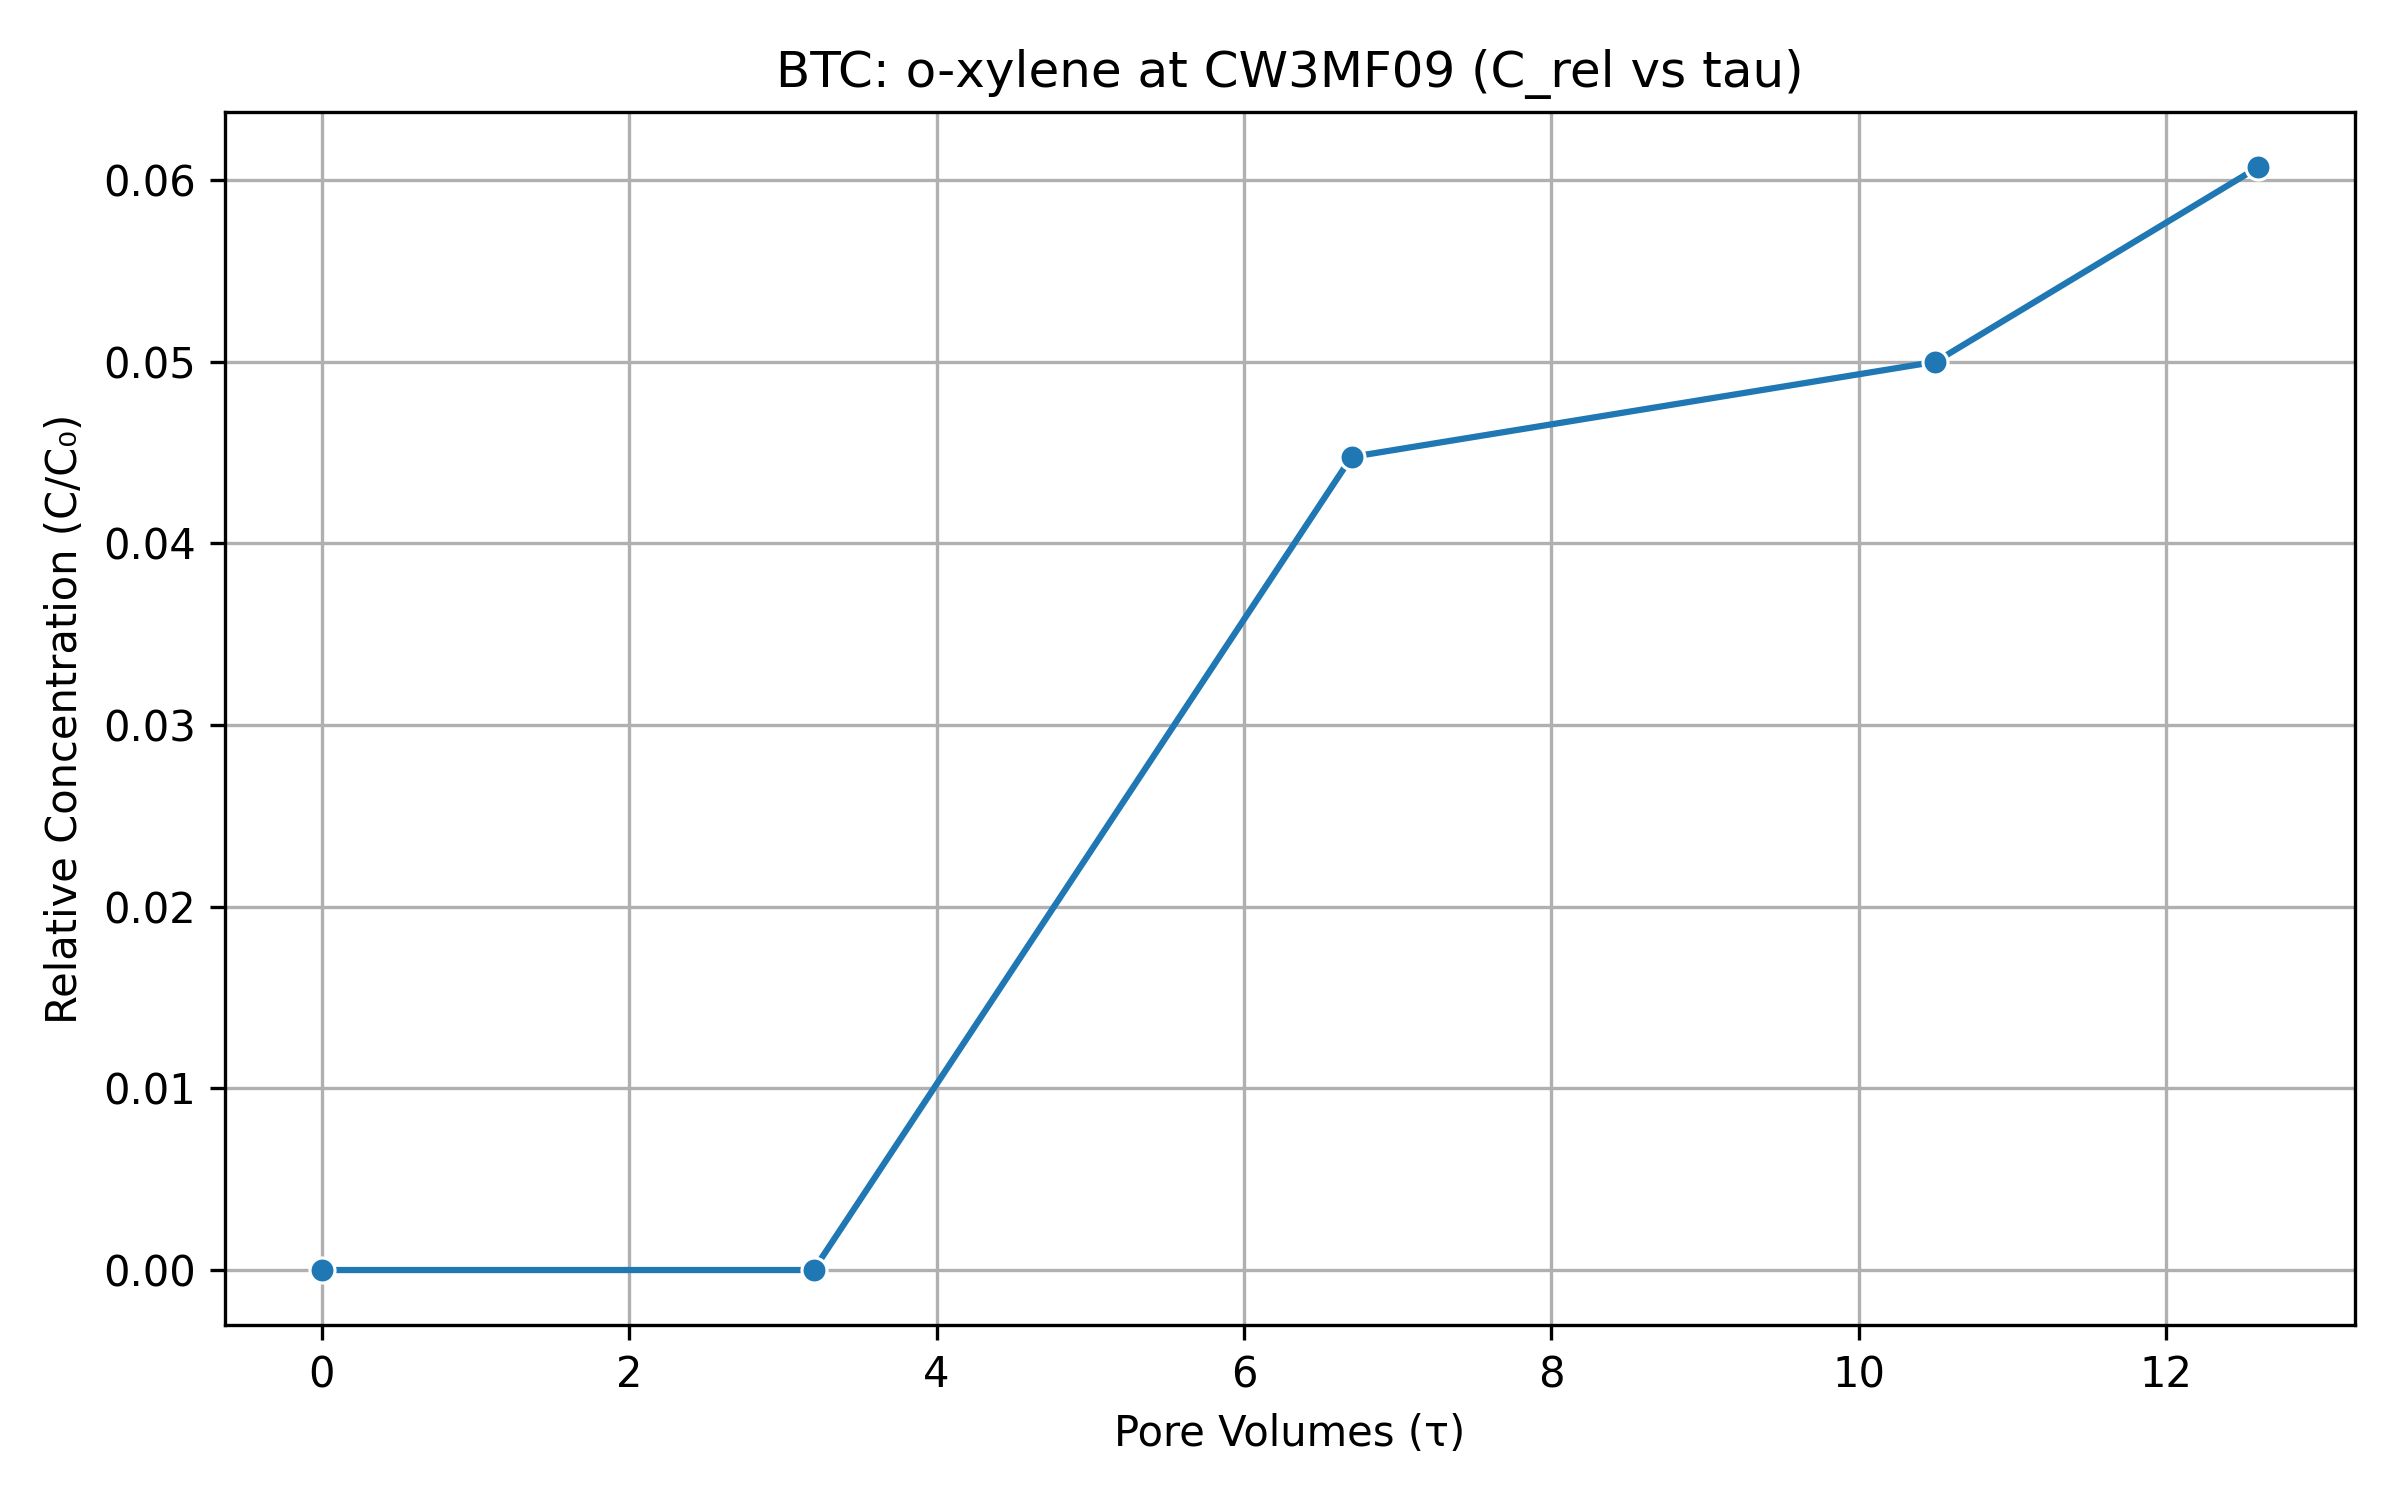 BTC: o-xylene at CW3MF09 (C_rel vs tau)
Relative Concentration (C/C₀)
0.06
0.05
0.04
0.03
0.02
0.01
0.00
0 2 4 6 8 10 12
Pore Volumes (τ)